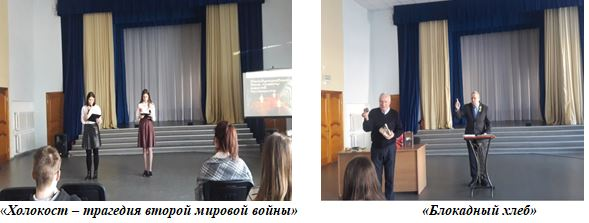 «Холокост – трагедия второй мировой войны»
«Блокадный хлеб»